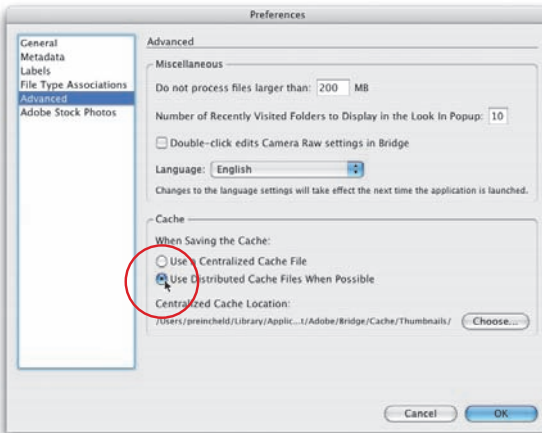 Preferences
General
Metadata
Labels
File Type Associations
Advanced
Adobe Stock Photos
Advanced
Miscellaneous
Do not process files larger than: 200 MB
Number of Recently Visited Folders to Display in the Look In Popup: 10
Double-click edits Camera Raw settings in Bridge
Language: English
Changes to the language settings will take effect the next time the application is launched.
Cache
When Saving the Cache:
Use a Centralized Cache File
Use Distributed Cache Files When Possible
Centralized Cache Location:
/Users/preincheld/Library/Applic...t/Adobe/Bridge/Cache/Thumbnails/ Choose...
Cancel OK